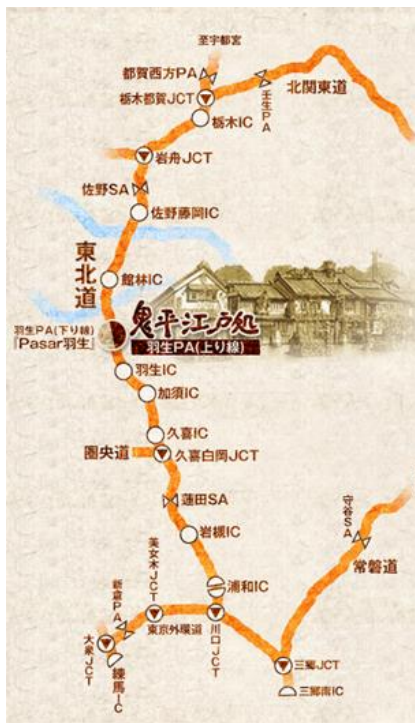 至宇都宮
都賀西方PA
北関東道
栃木都賀JCT
壬生PA
栃木IC
岩舟JCT
佐野SA
佐野藤岡IC
東北道
館林IC
鬼平江戸処
羽生PA(上り線)
羽生PA(下り線)
『Pasar羽生』
羽生IC
加須IC
久喜IC
圏央道
久喜白岡JCT
蓮田SA
守谷SA
岩槻IC
常磐道
美女木JCT
浦和IC
新倉PA
東京外環道
川口JCT
大泉JCT
練馬IC
三郷JCT
三郷南IC